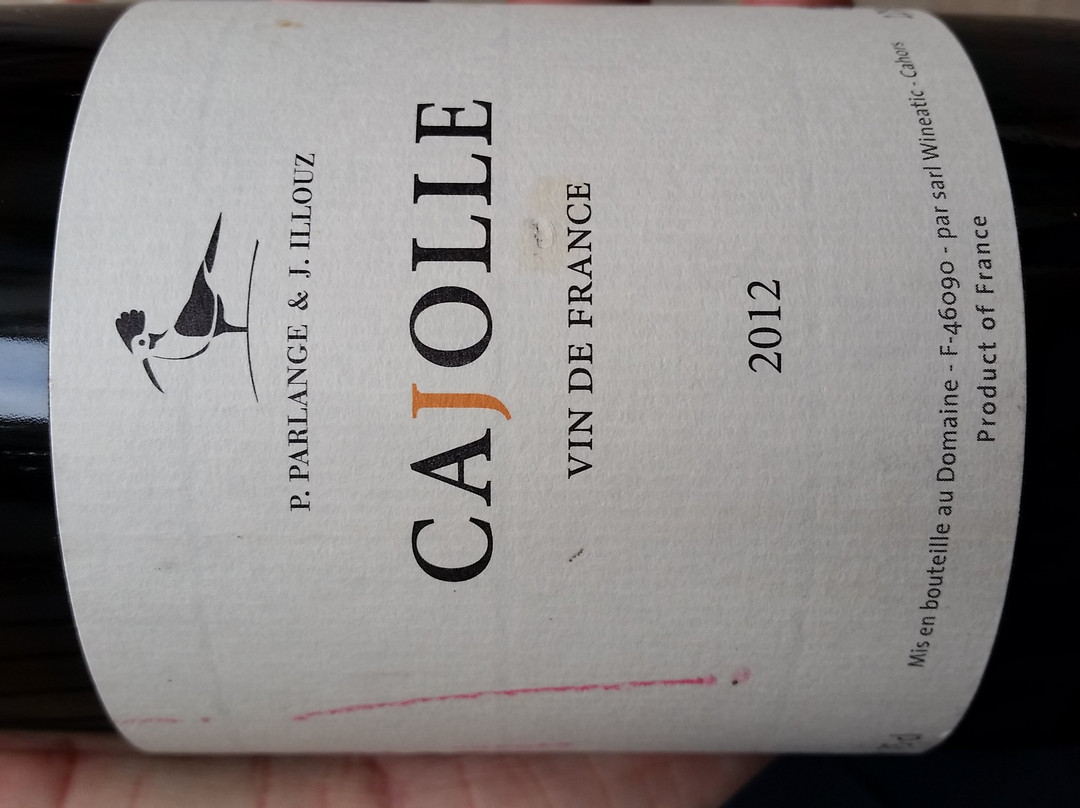 P. PARLANGE & J. ILLOUZ
CAJOLLE
VIN DE FRANCE
2012
Mis en bouteille au Domaine - F-46090 - par sarl Wineatic - Cahors
Product of France